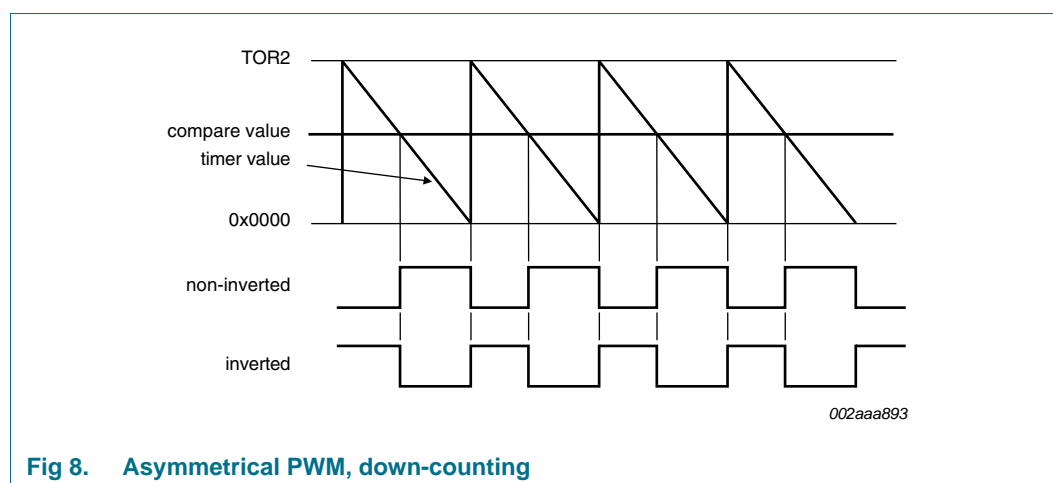 TOR2
compare value
timer value
0x0000
non-inverted
inverted
002aaa893
Fig 8. Asymmetrical PWM, down-counting